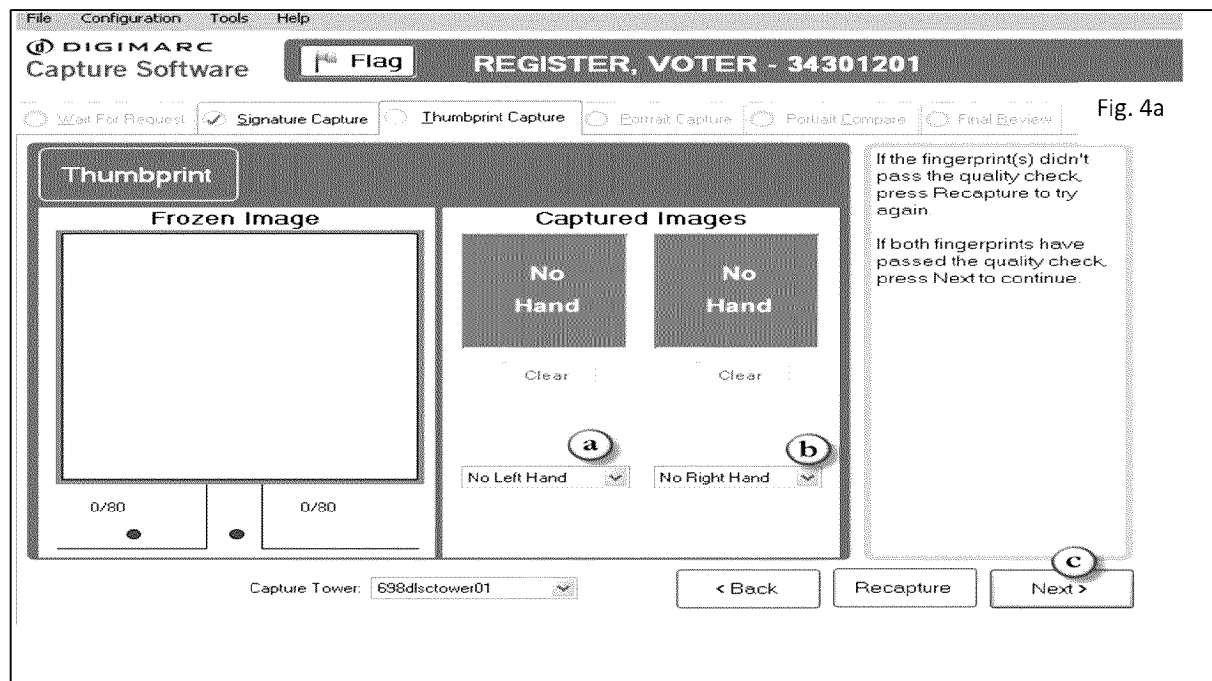 File Configuration Tools Help
DIGIMARC
Capture Software
Flag
REGISTER, VOTER - 34301201
Wait For Request
Signature Capture
Thumbprint Capture
Portrait Capture
Portrait Compare
Final Review
Fig. 4a
Thumbprint
Frozen Image
0/80
0/80
Captured Images
No
Hand
No
Hand
Clear
Clear
a
b
No Left Hand
No Right Hand
If the fingerprint(s) didn't
pass the quality check,
press Recapture to try
again.
If both fingerprints have
passed the quality check,
press Next to continue.
c
Capture Tower: 698dlsctower01
< Back
Recapture
Next >